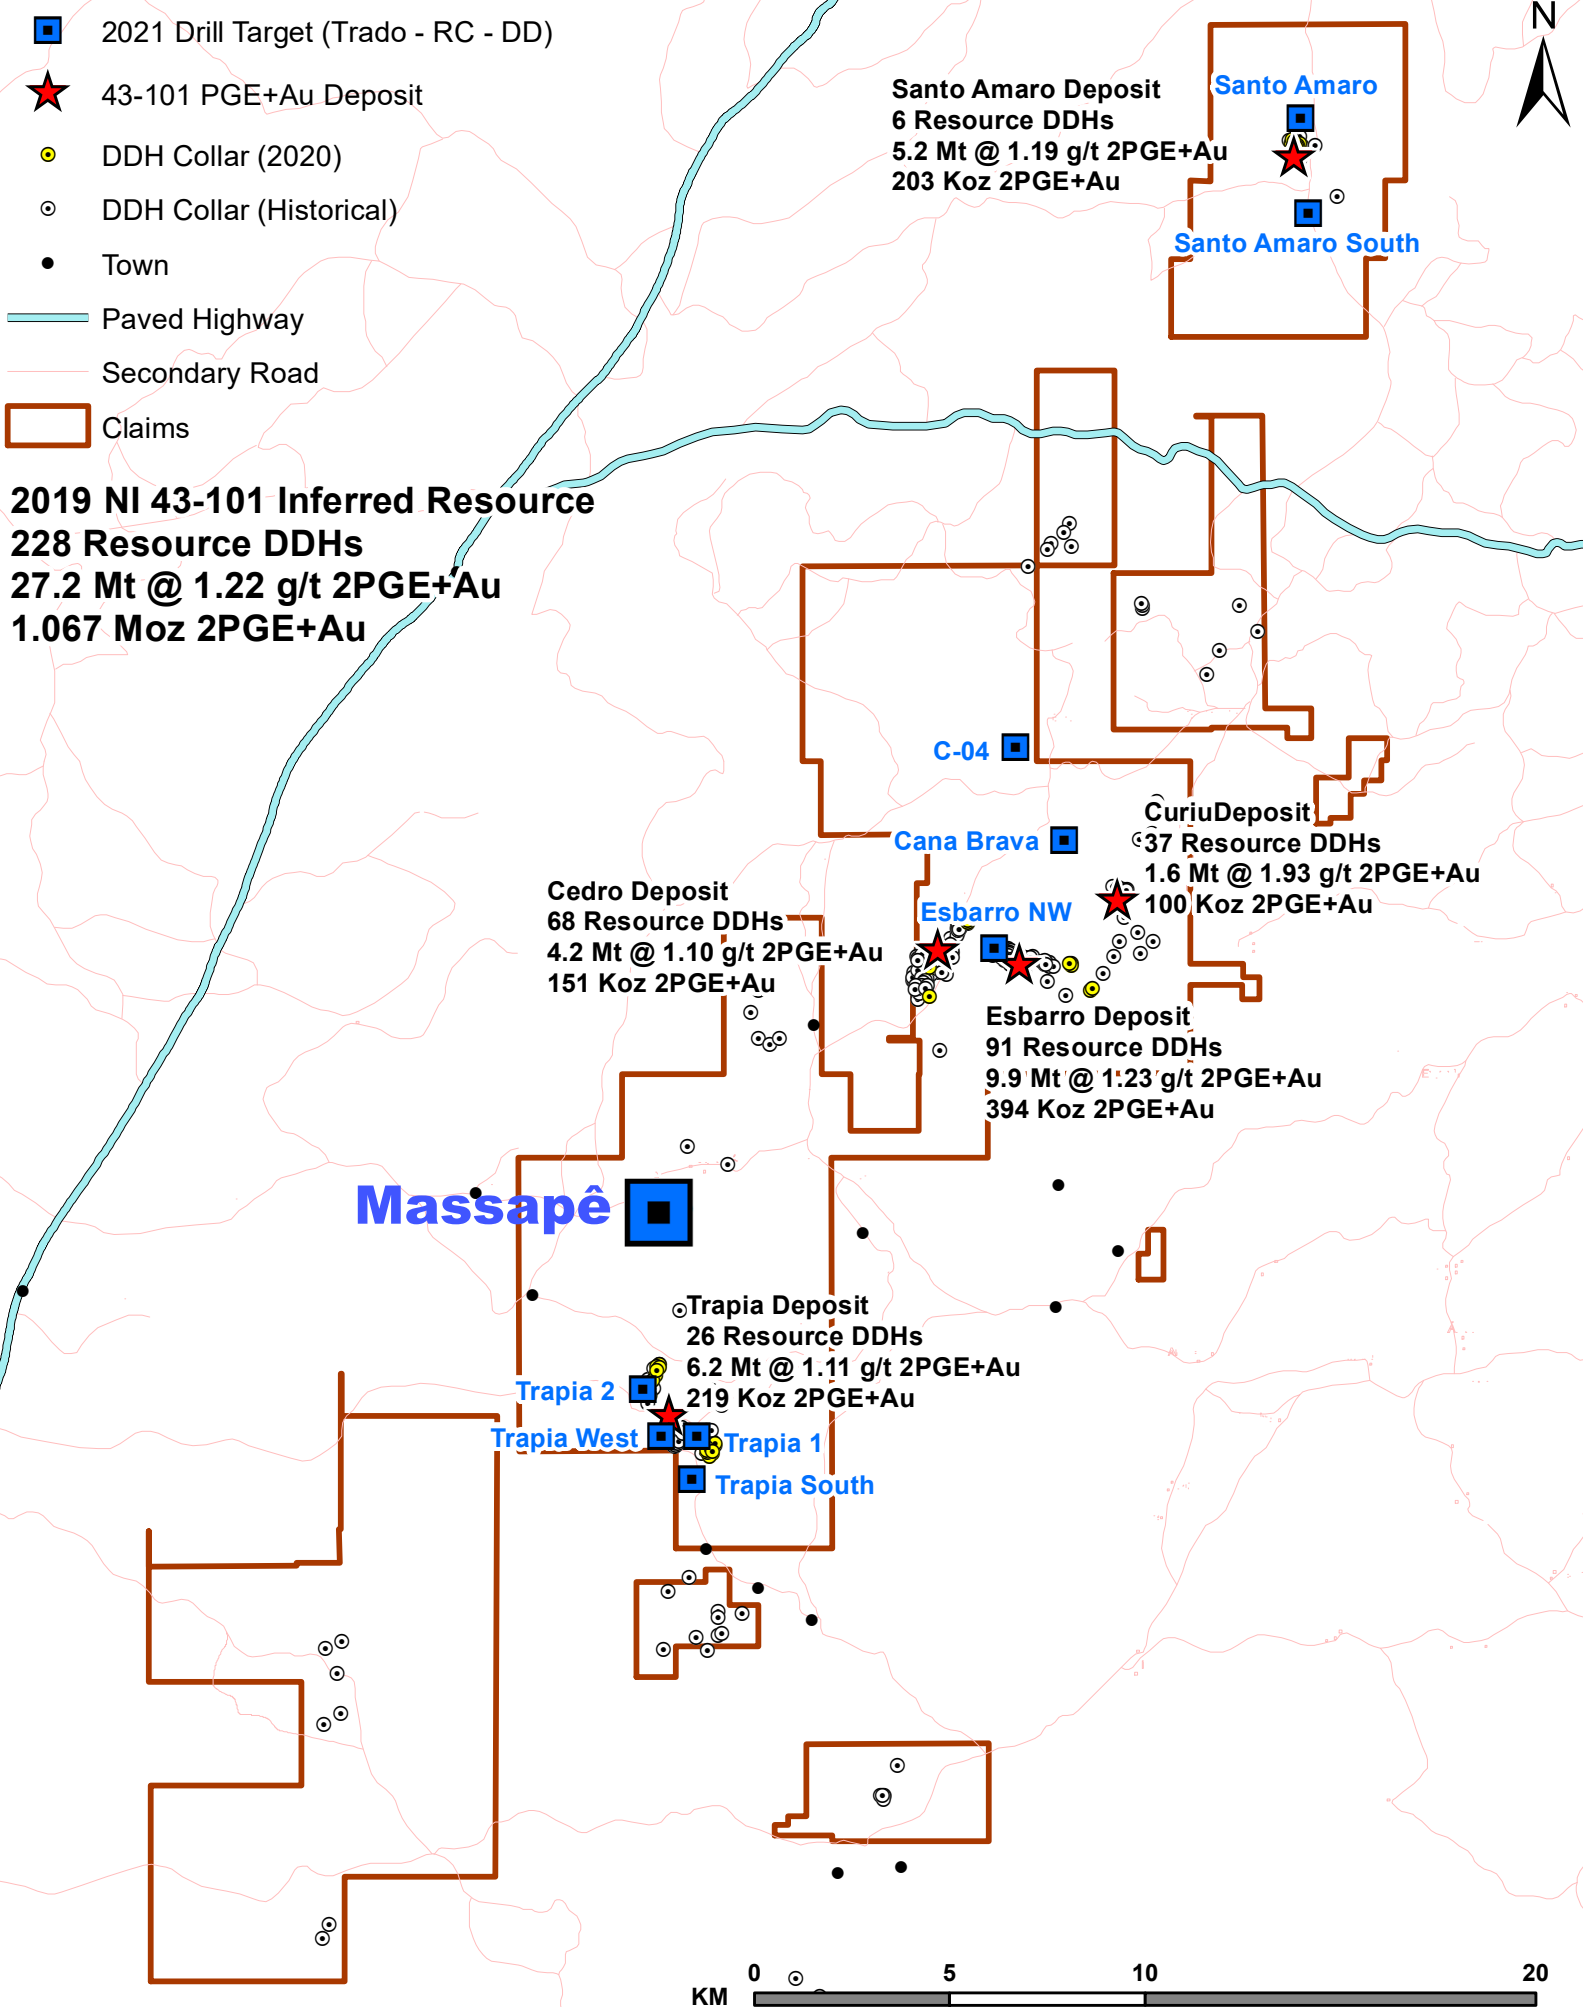 2021 Drill Target (Trado - RC - DD)
43-101 PGE+Au Deposit
DDH Collar (2020)
DDH Collar (Historical)
Town
Paved Highway
Secondary Road
Claims
2019 NI 43-101 Inferred Resource
228 Resource DDHs
27.2 Mt @ 1.22 g/t 2PGE+Au
1.067 Moz 2PGE+Au
N
Santo Amaro Deposit
6 Resource DDHs
5.2 Mt @ 1.19 g/t 2PGE+Au
203 Koz 2PGE+Au
Santo Amaro
Santo Amaro South
C-04
Cana Brava
CuriuDeposit
37 Resource DDHs
1.6 Mt @ 1.93 g/t 2PGE+Au
100 Koz 2PGE+Au
Cedro Deposit
68 Resource DDHs
4.2 Mt @ 1.10 g/t 2PGE+Au
151 Koz 2PGE+Au
Esbarro NW
Esbarro Deposit
91 Resource DDHs
9.9 Mt @ 1.23 g/t 2PGE+Au
394 Koz 2PGE+Au
Massapê
Trapia Deposit
26 Resource DDHs
6.2 Mt @ 1.11 g/t 2PGE+Au
219 Koz 2PGE+Au
Trapia 2
Trapia West
Trapia 1
Trapia South
0 5 10 20
KM